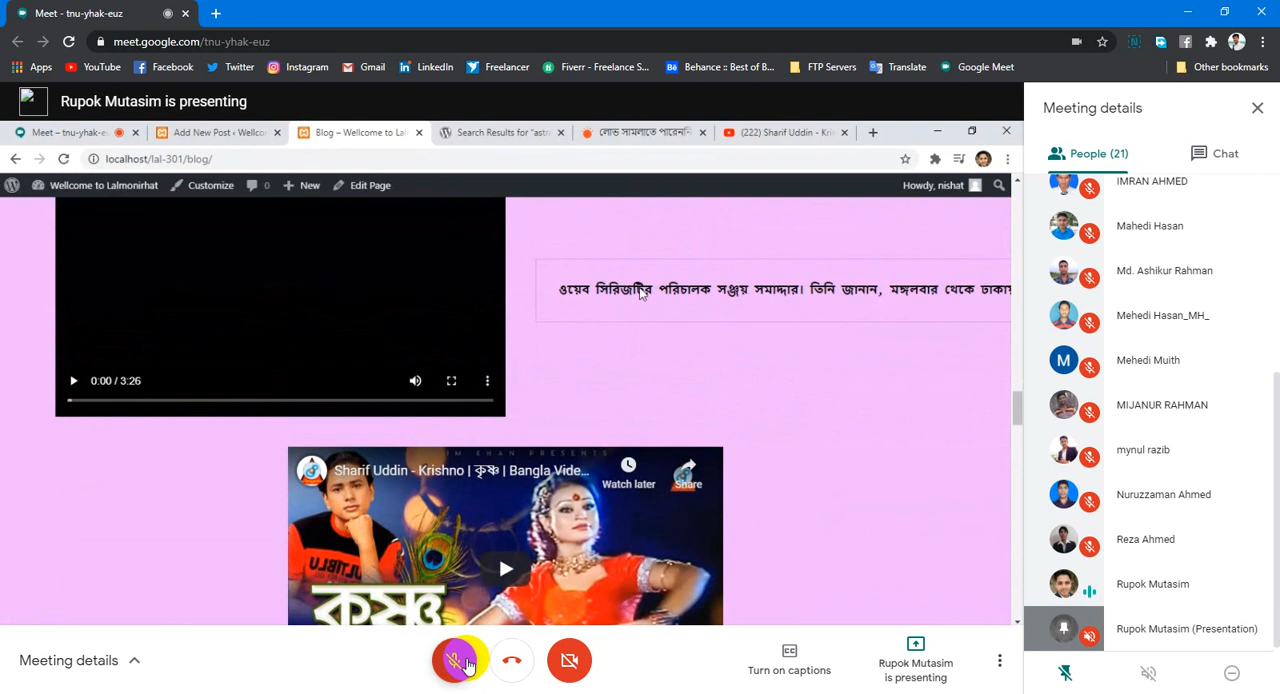 Meet - tnu-yhak-euz
meet.google.com/tnu-yhak-euz
Apps YouTube Facebook Twitter Instagram Gmail LinkedIn Freelancer Fiverr - Freelance S... Behance :: Best of B... FTP Servers Translate Google Meet Other bookmarks
Rupok Mutasim is presenting
Meet – tnu-yhak-eu Add New Post ‹ Wellco Blog – Wellcome to Lal Search Results for "astr (222) Sharif Uddin - Kri
localhost/lal-301/blog/
Wellcome to Lalmonirhat Customize 0 New Edit Page Howdy, nishat
ওয়েব সিরিজটির পরিচালক সঞ্জয় সমাদ্দার। তিনি জানান, মঙ্গলবার থেকে ঢাকায়
0:00 / 3:26
JM KHAN PRESENTS
Sharif Uddin - Krishno | কৃষ্ণ | Bangla Vide...
Watch later Share
কৃষ্ণ
Meeting details
People (21) Chat
IMRAN AHMED
Mahedi Hasan
Md. Ashikur Rahman
Mehedi Hasan_MH_
M Mehedi Muith
MIJANUR RAHMAN
mynul razib
Nuruzzaman Ahmed
Reza Ahmed
Rupok Mutasim
Rupok Mutasim (Presentation)
Meeting details
Turn on captions
Rupok Mutasim
is presenting